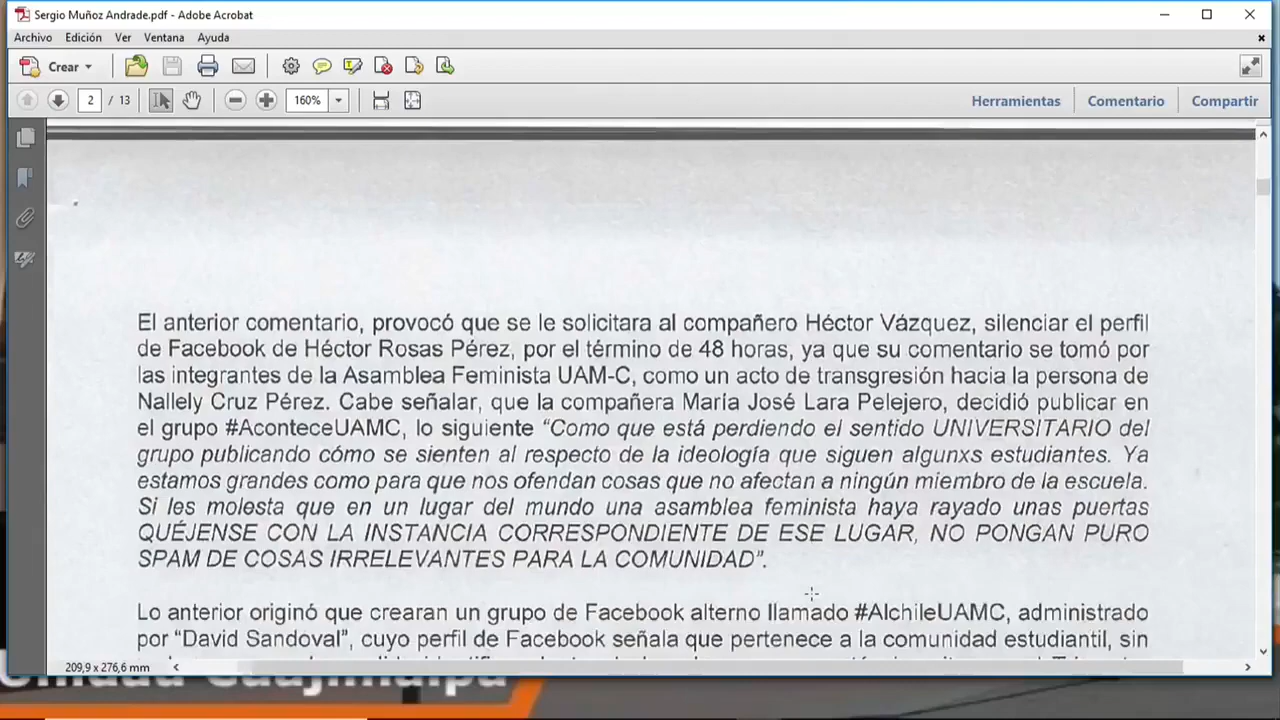 Sergio Muñoz Andrade.pdf - Adobe Acrobat
Archivo Edición Ver Ventana Ayuda
Crear
2 / 13 160% Herramientas Comentario Compartir
El anterior comentario, provocó que se le solicitara al compañero Héctor Vázquez, silenciar el perfil
de Facebook de Héctor Rosas Pérez, por el término de 48 horas, ya que su comentario se tomó por
las integrantes de la Asamblea Feminista UAM-C, como un acto de transgresión hacia la persona de
Nallely Cruz Pérez. Cabe señalar, que la compañera María José Lara Pelejero, decidió publicar en
el grupo #AconteceUAMC, lo siguiente "Como que está perdiendo el sentido UNIVERSITARIO del
grupo publicando cómo se sienten al respecto de la ideología que siguen algunxs estudiantes. Ya
estamos grandes como para que nos ofendan cosas que no afectan a ningún miembro de la escuela.
Si les molesta que en un lugar del mundo una asamblea feminista haya rayado unas puertas
QUÉJENSE CON LA INSTANCIA CORRESPONDIENTE DE ESE LUGAR, NO PONGAN PURO
SPAM DE COSAS IRRELEVANTES PARA LA COMUNIDAD".
Lo anterior originó que crearan un grupo de Facebook alterno llamado #AlchileUAMC, administrado
por "David Sandoval", cuyo perfil de Facebook señala que pertenece a la comunidad estudiantil, sin
209,9 x 276,6 mm
Unidad Cuajimalpa